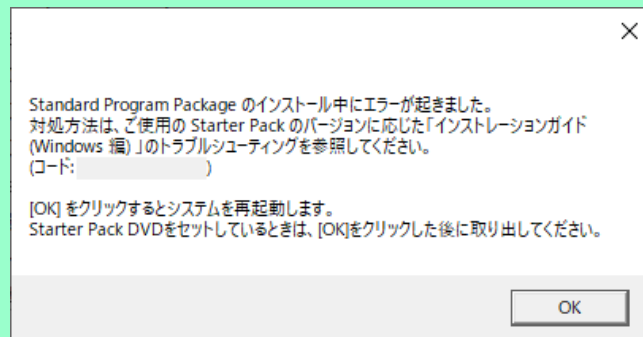 Standard Program Package のインストール中にエラーが起きました。
対処方法は、ご使用の Starter Pack のバージョンに応じた「インストレーションガイド
(Windows 編) 」のトラブルシューティングを参照してください。
(コード: )
[OK] をクリックするとシステムを再起動します。
Starter Pack DVDをセットしているときは、[OK]をクリックした後に取り出してください。
OK